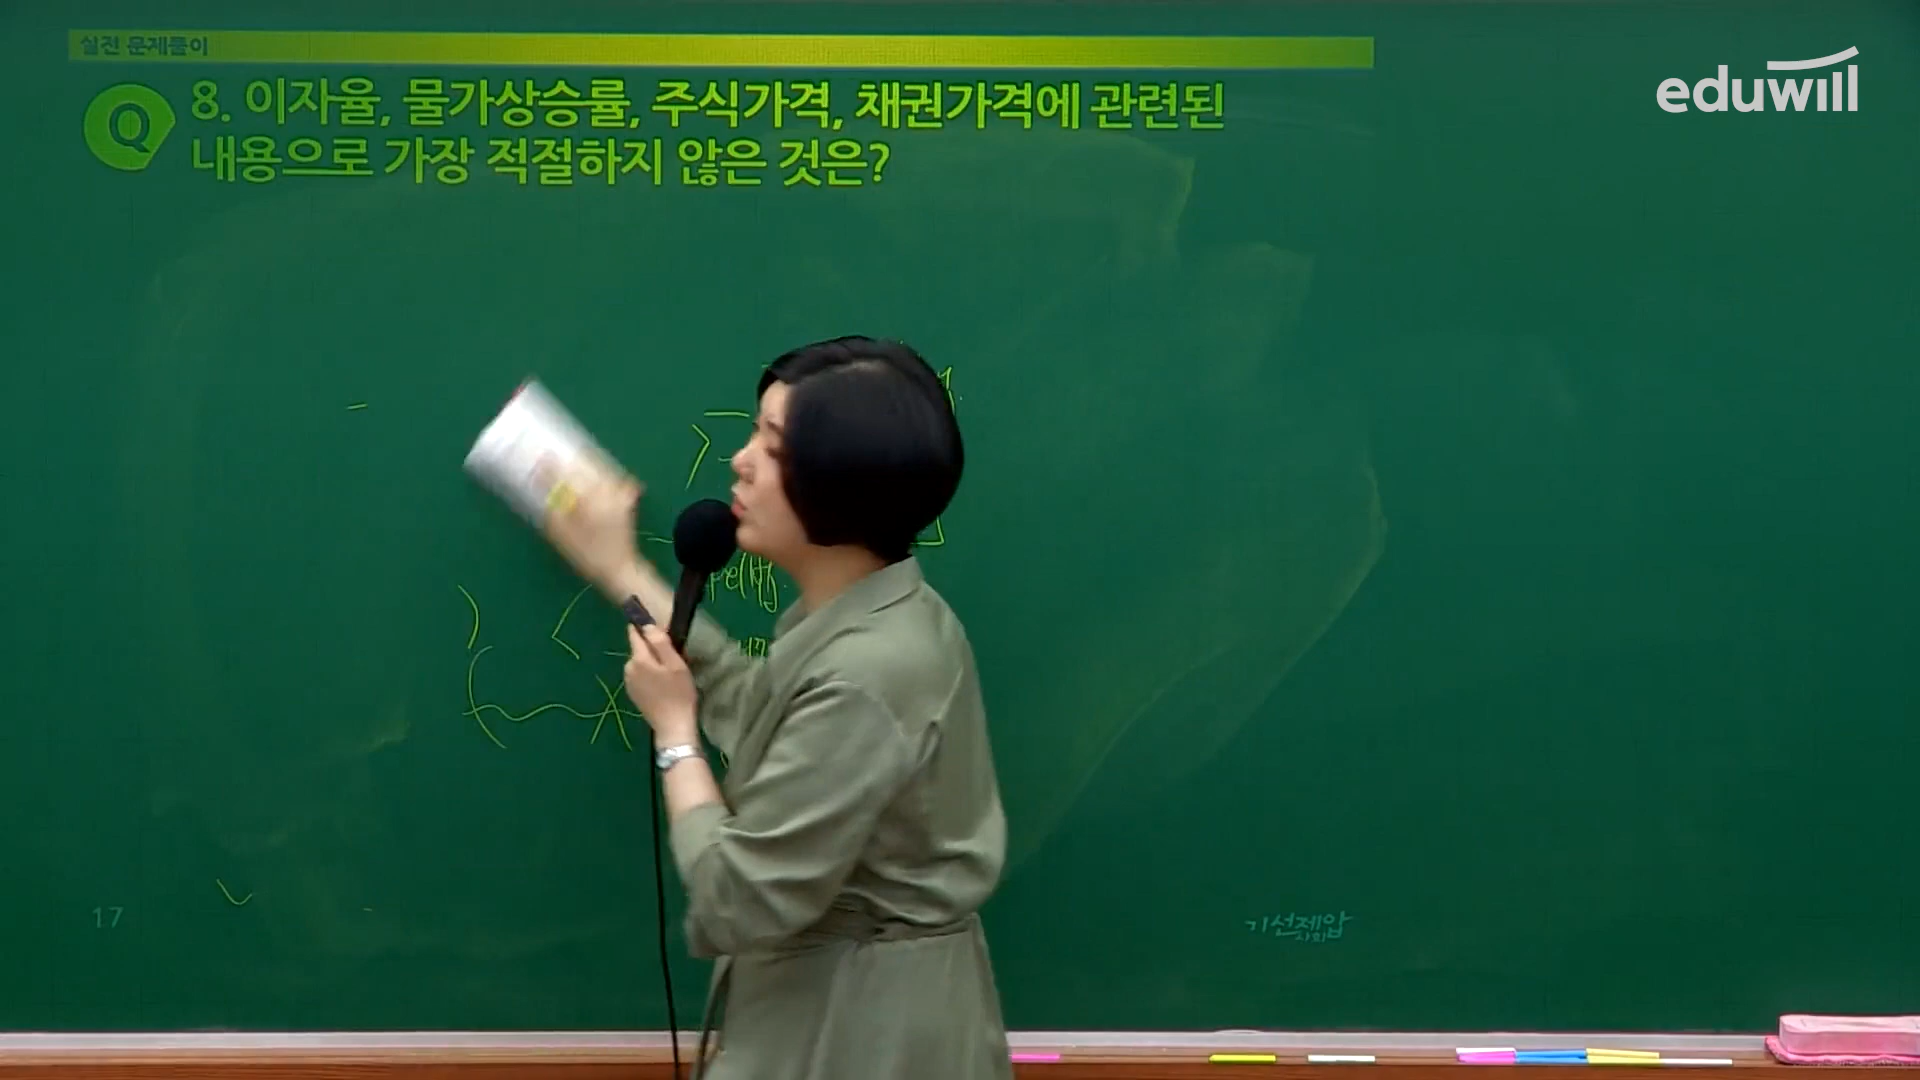 실전 문제풀이
eduwill
Q
8. 이자율, 물가상승률, 주식가격, 채권가격에 관련된
내용으로 가장 적절하지 않은 것은?
17
기선제압
사회